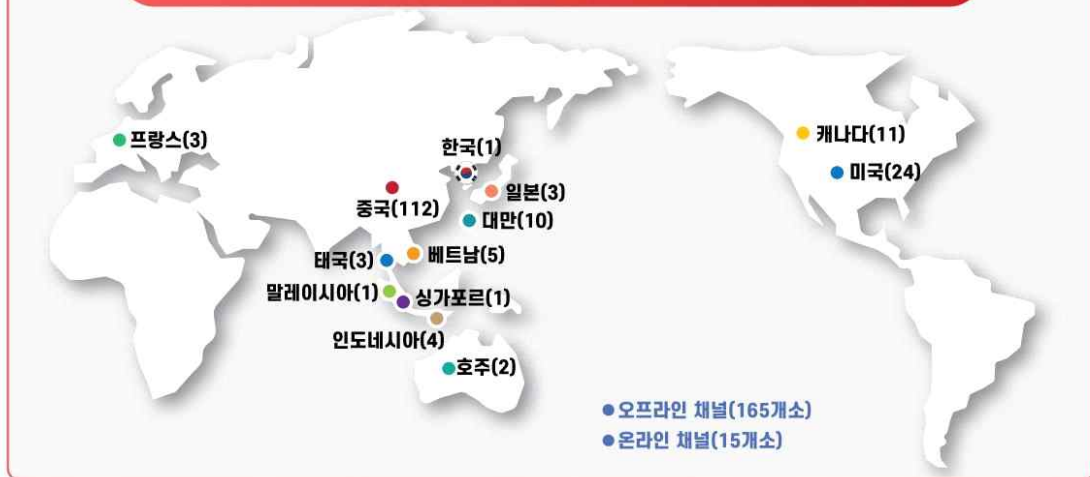 프랑스(3)
한국(1)
캐나다(11)
미국(24)
일본(3)
중국(112)
대만(10)
태국(3)
베트남(5)
말레이시아(1)
싱가포르(1)
인도네시아(4)
호주(2)
오프라인 채널(165개소)
온라인 채널(15개소)